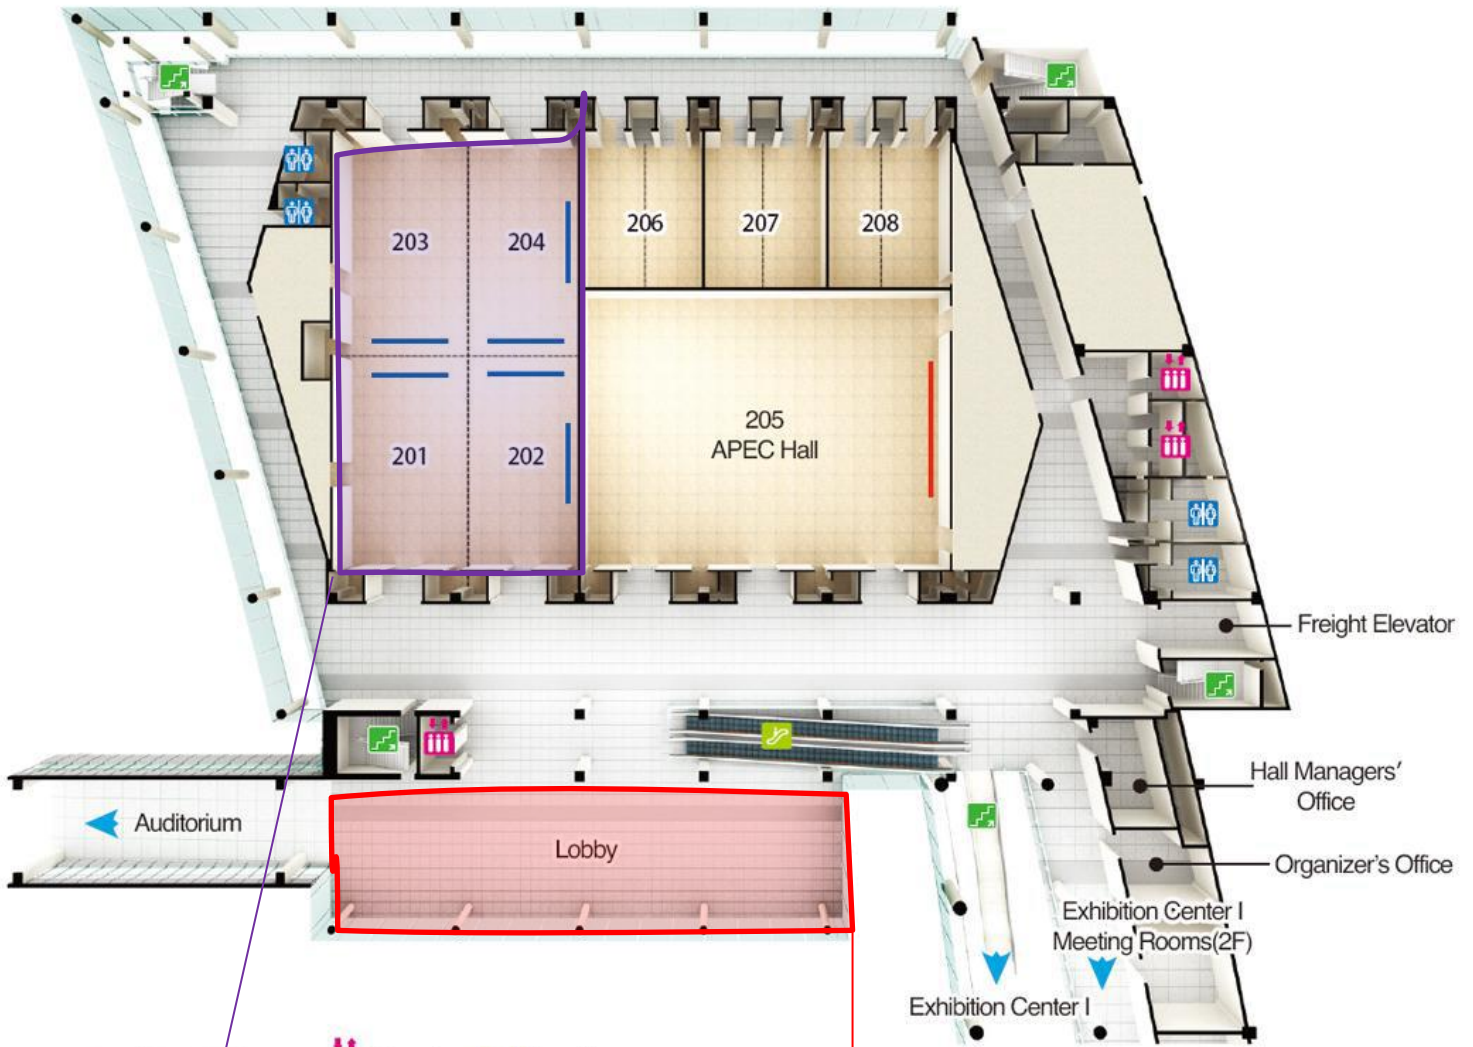 203
204
206
207
208
205
APEC Hall
201
202
Freight Elevator
Hall Managers'
Office
Auditorium
Lobby
Organizer's Office
Exhibition Center I
Meeting Rooms(2F)
Exhibition Center I